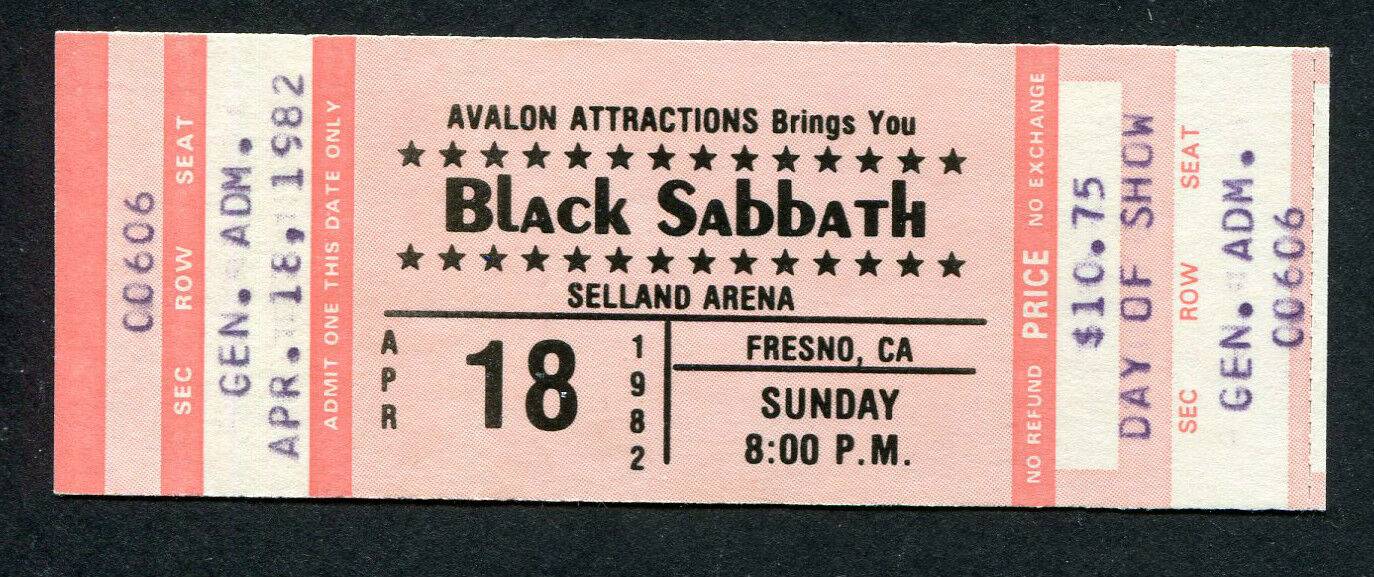 00606
SEC ROW SEAT
GEN. ADM.
APR. 18, 1982
ADMIT ONE THIS DATE ONLY
AVALON ATTRACTIONS Brings You
★ ★ ★ ★ ★ ★ ★ ★ ★ ★ ★ ★ ★ ★
Black Sabbath
★ ★ ★ ★ ★ ★ ★ ★ ★ ★ ★ ★ ★ ★
SELLAND ARENA
APR 18 1982
FRESNO, CA
SUNDAY
8:00 P.M.
NO REFUND PRICE NO EXCHANGE
$10.75
DAY OF SHOW
SEC ROW SEAT
GEN. ADM.
00606